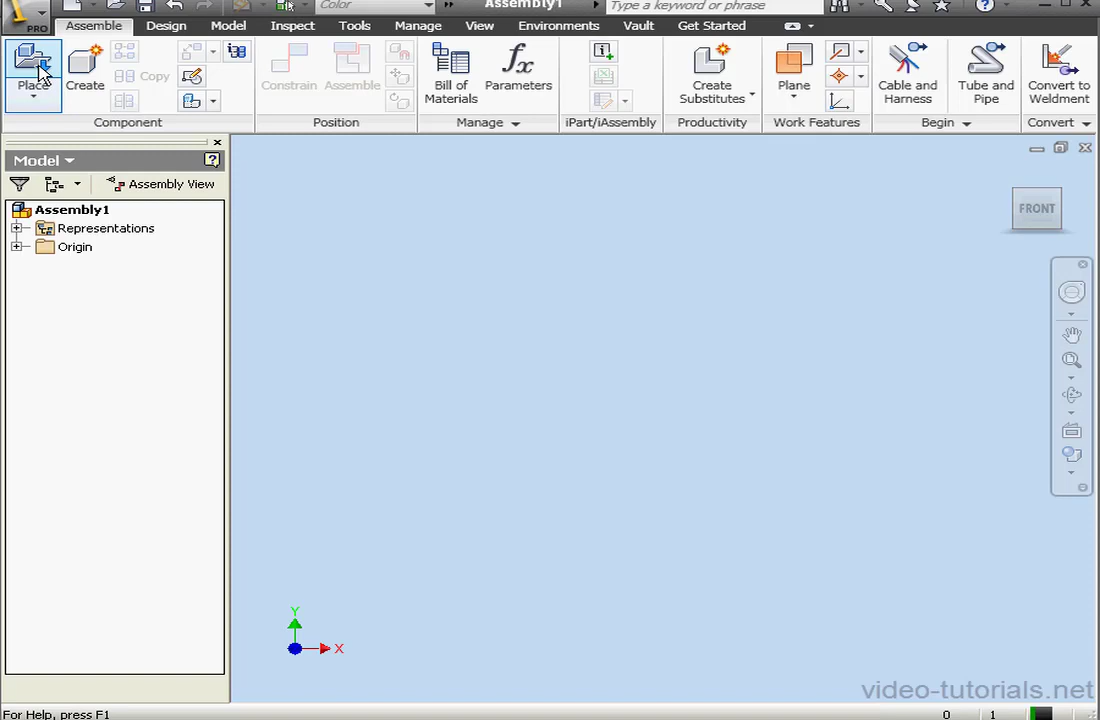 Color
Assembly1
Type a keyword or phrase
PRO
Assemble Design Model Inspect Tools Manage View Environments Vault Get Started
Place Create Copy Constrain Assemble Bill of Materials Parameters Create Substitutes Plane Cable and Harness Tube and Pipe Convert to Weldment
Component Position Manage iPart/iAssembly Productivity Work Features Begin Convert
Model
Assembly View
Assembly1
Representations
Origin
FRONT
Y
X
video-tutorials.net
For Help, press F1 0 1